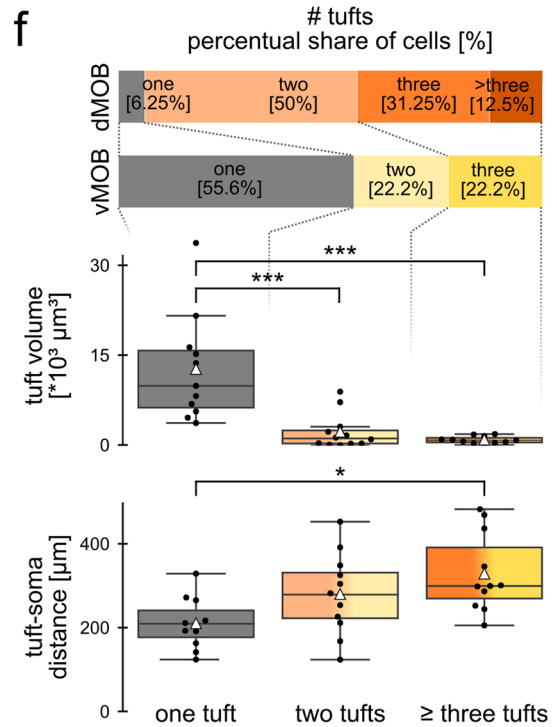 f
# tufts
percentual share of cells [%]
dMOB
one
[6.25%]
two
[50%]
three
[31.25%]
>three
[12.5%]
vMOB
one
[55.6%]
two
[22.2%]
three
[22.2%]
tuft volume
[*10³ µm³]
30
15
0
***
***
tuft-soma
distance [µm]
400
200
0
*
one tuft
two tufts
≥ three tufts